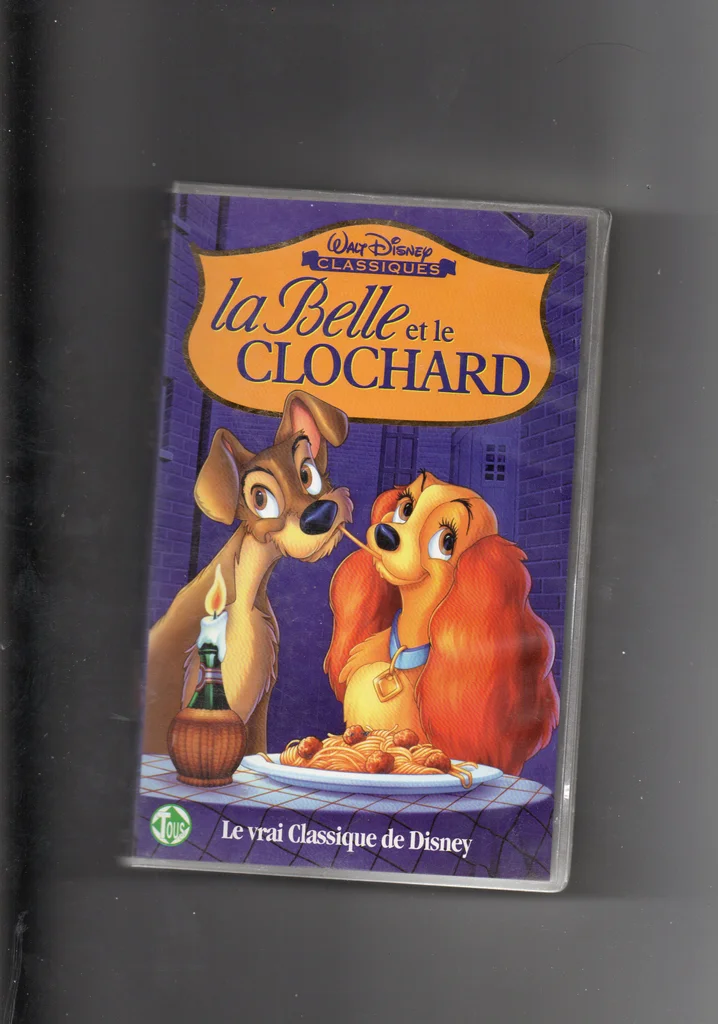 WALT DISNEY
CLASSIQUES
la Belle et le
CLOCHARD
TOUS
Le vrai Classique de Disney